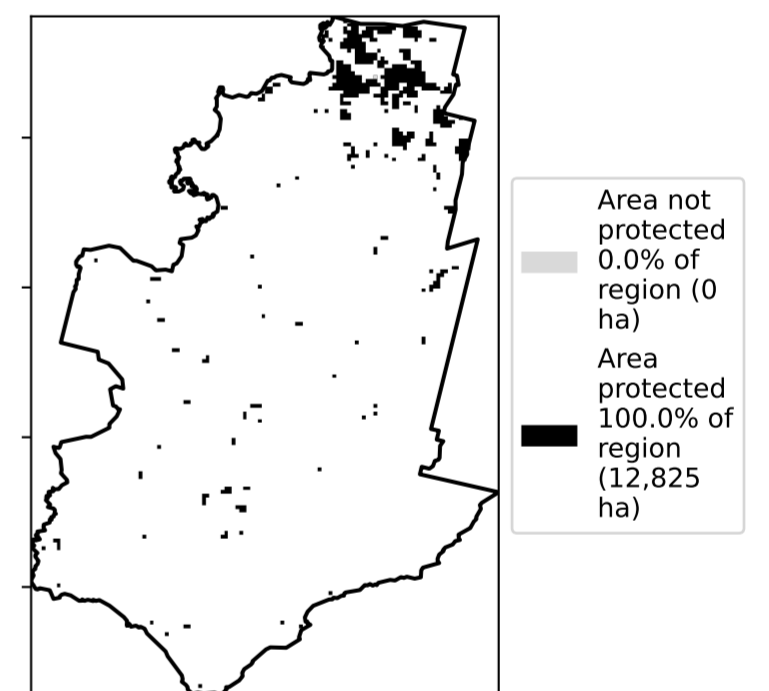 Area not
protected
0.0% of
region (0
ha)
Area
protected
100.0% of
region
(12,825
ha)